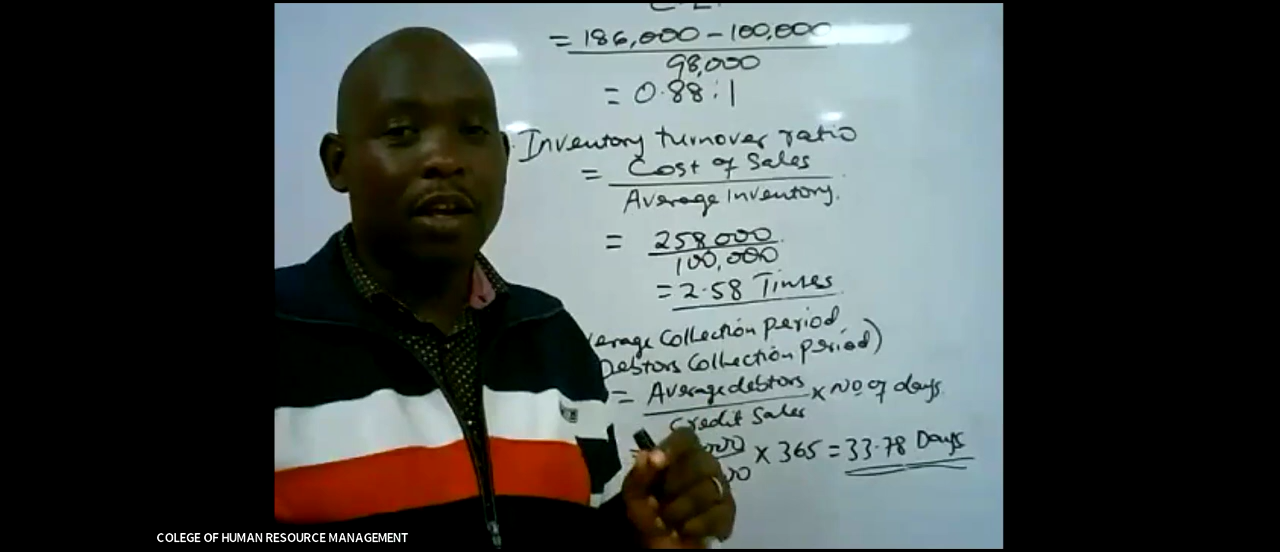 = 186,000 - 100,000
98,000
= 0.88:1
Inventory turnover ratio
= Cost of Sales
Average Inventory.
= 258,000
100,000
= 2.58 Times
erage Collection Period
Debtors Collection Period)
= Average debtors x No of days
Credit Sales
x 365 = 33.78 Days
COLEGE OF HUMAN RESOURCE MANAGEMENT